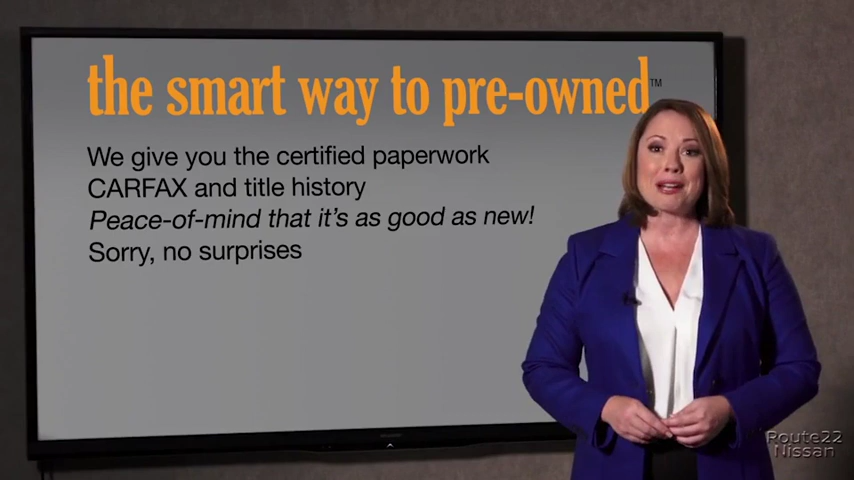 the smart way to pre-owned™
We give you the certified paperwork
CARFAX and title history
Peace-of-mind that it's as good as new!
Sorry, no surprises
Route22
Nissan